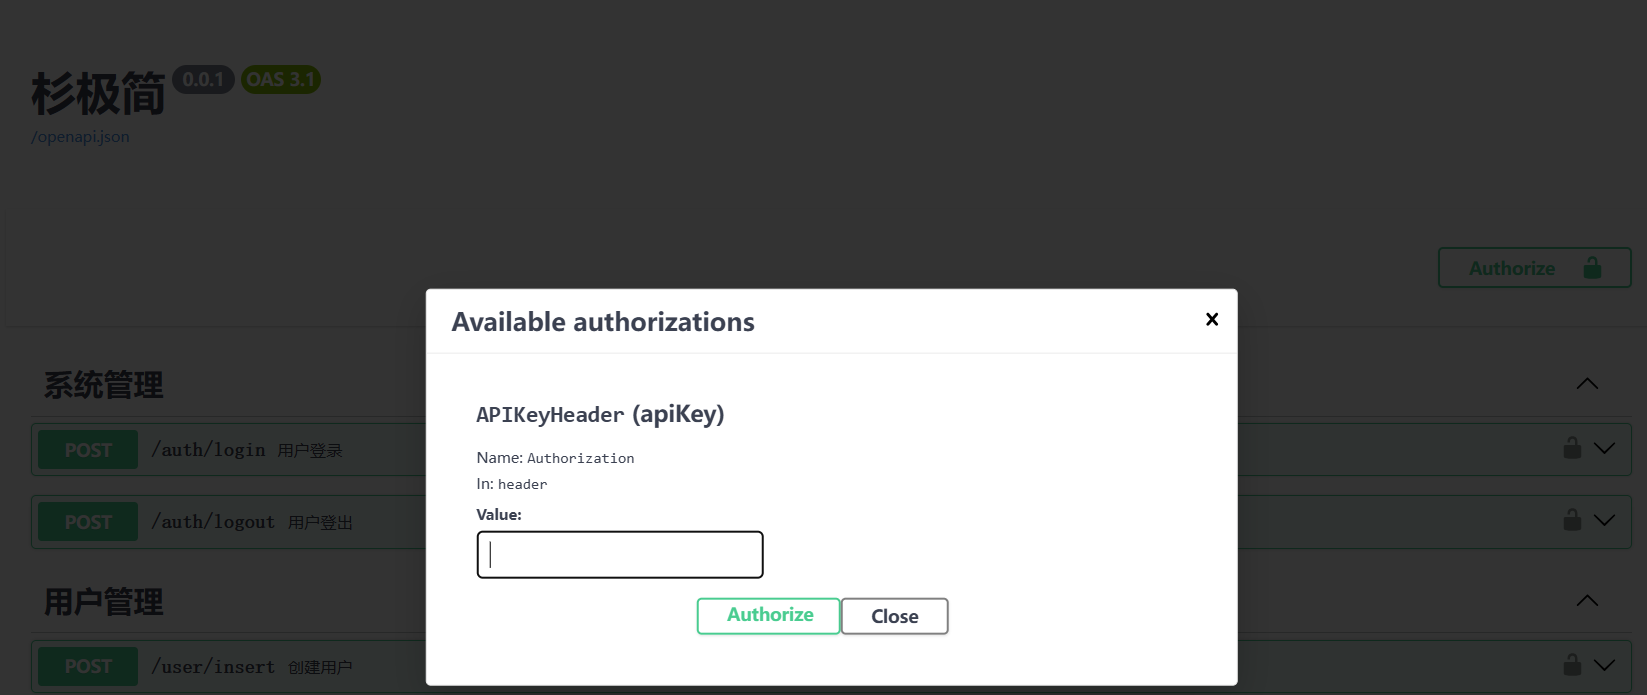 杉极简 0.0.1 OAS 3.1
/openapi.json
Authorize
Available authorizations
APIKeyHeader (apiKey)
Name: Authorization
In: header
Value:
Authorize Close
系统管理
POST /auth/login 用户登录
POST /auth/logout 用户登出
用户管理
POST /user/insert 创建用户